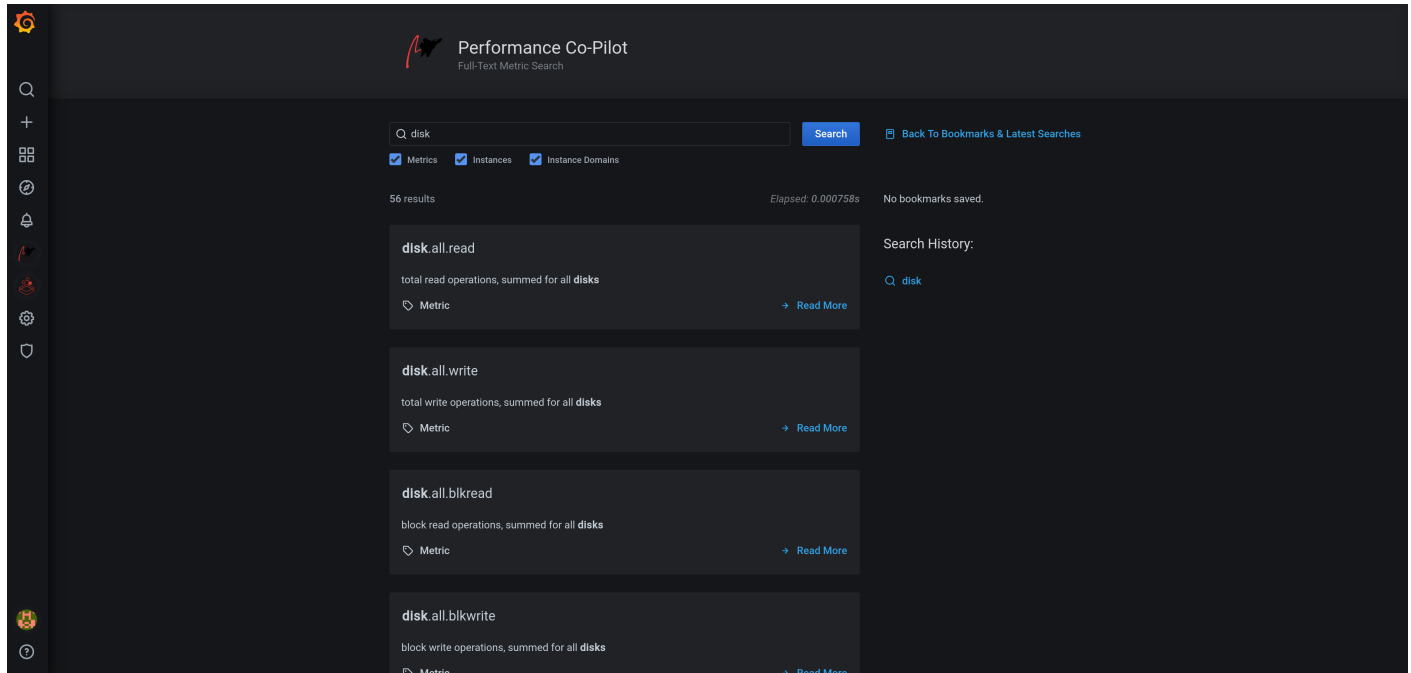 Performance Co-Pilot
Full-Text Metric Search
disk
Search
Back To Bookmarks & Latest Searches
Metrics
Instances
Instance Domains
56 results
Elapsed: 0.000758s
No bookmarks saved.
Search History:
disk
disk.all.read
total read operations, summed for all disks
Metric
Read More
disk.all.write
total write operations, summed for all disks
Metric
Read More
disk.all.blkread
block read operations, summed for all disks
Metric
Read More
disk.all.blkwrite
block write operations, summed for all disks
Metric
Read More